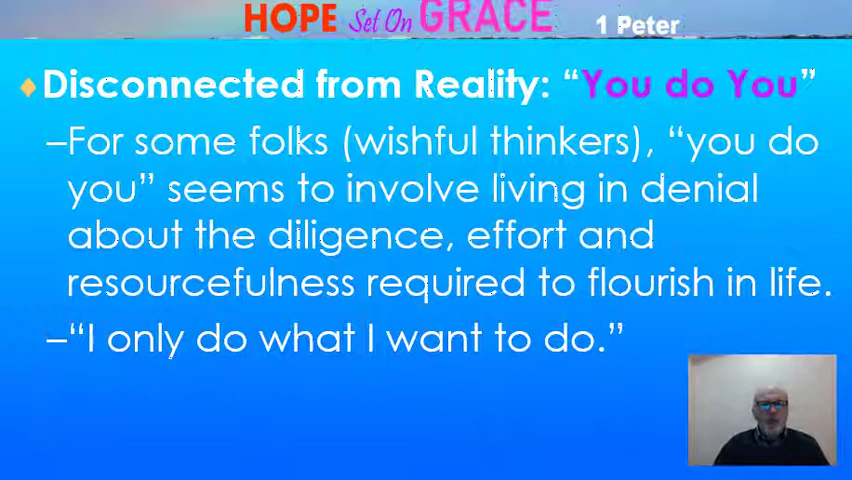 HOPE Set On GRACE 1 Peter
Disconnected from Reality: “You do You”
–For some folks (wishful thinkers), “you do
you” seems to involve living in denial
about the diligence, effort and
resourcefulness required to flourish in life.
–“I only do what I want to do.”